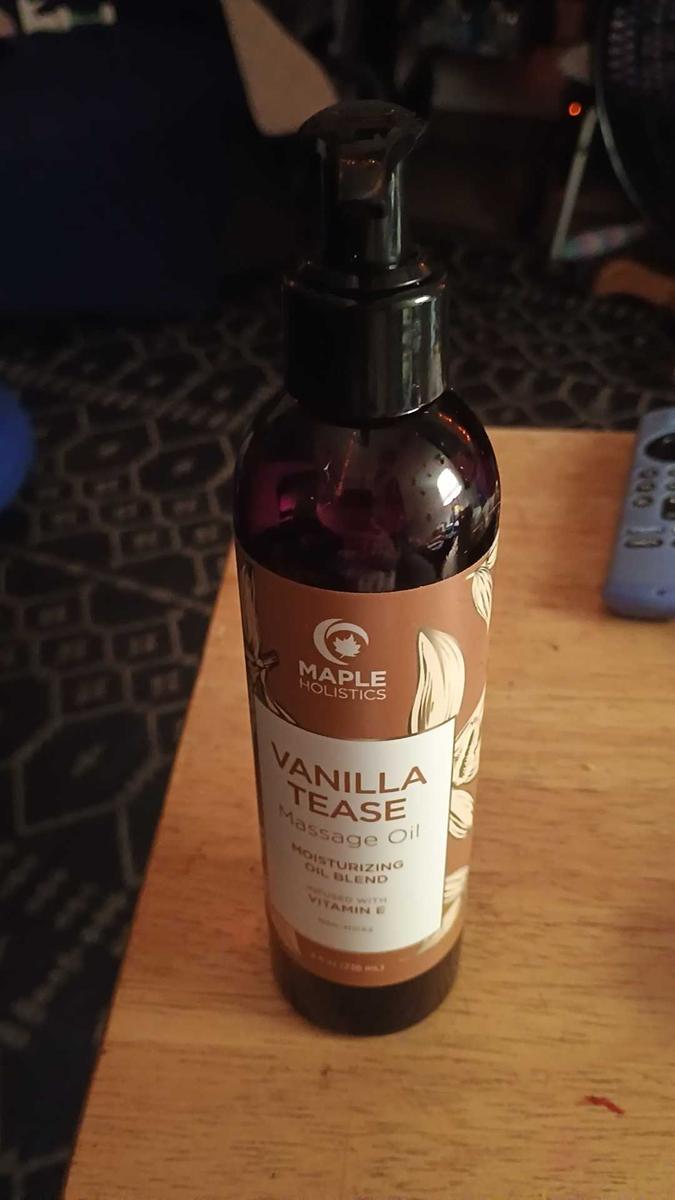 MAPLE
HOLISTICS
VANILLA
TEASE
Massage Oil
MOISTURIZING
OIL BLEND
INFUSED WITH
VITAMIN E